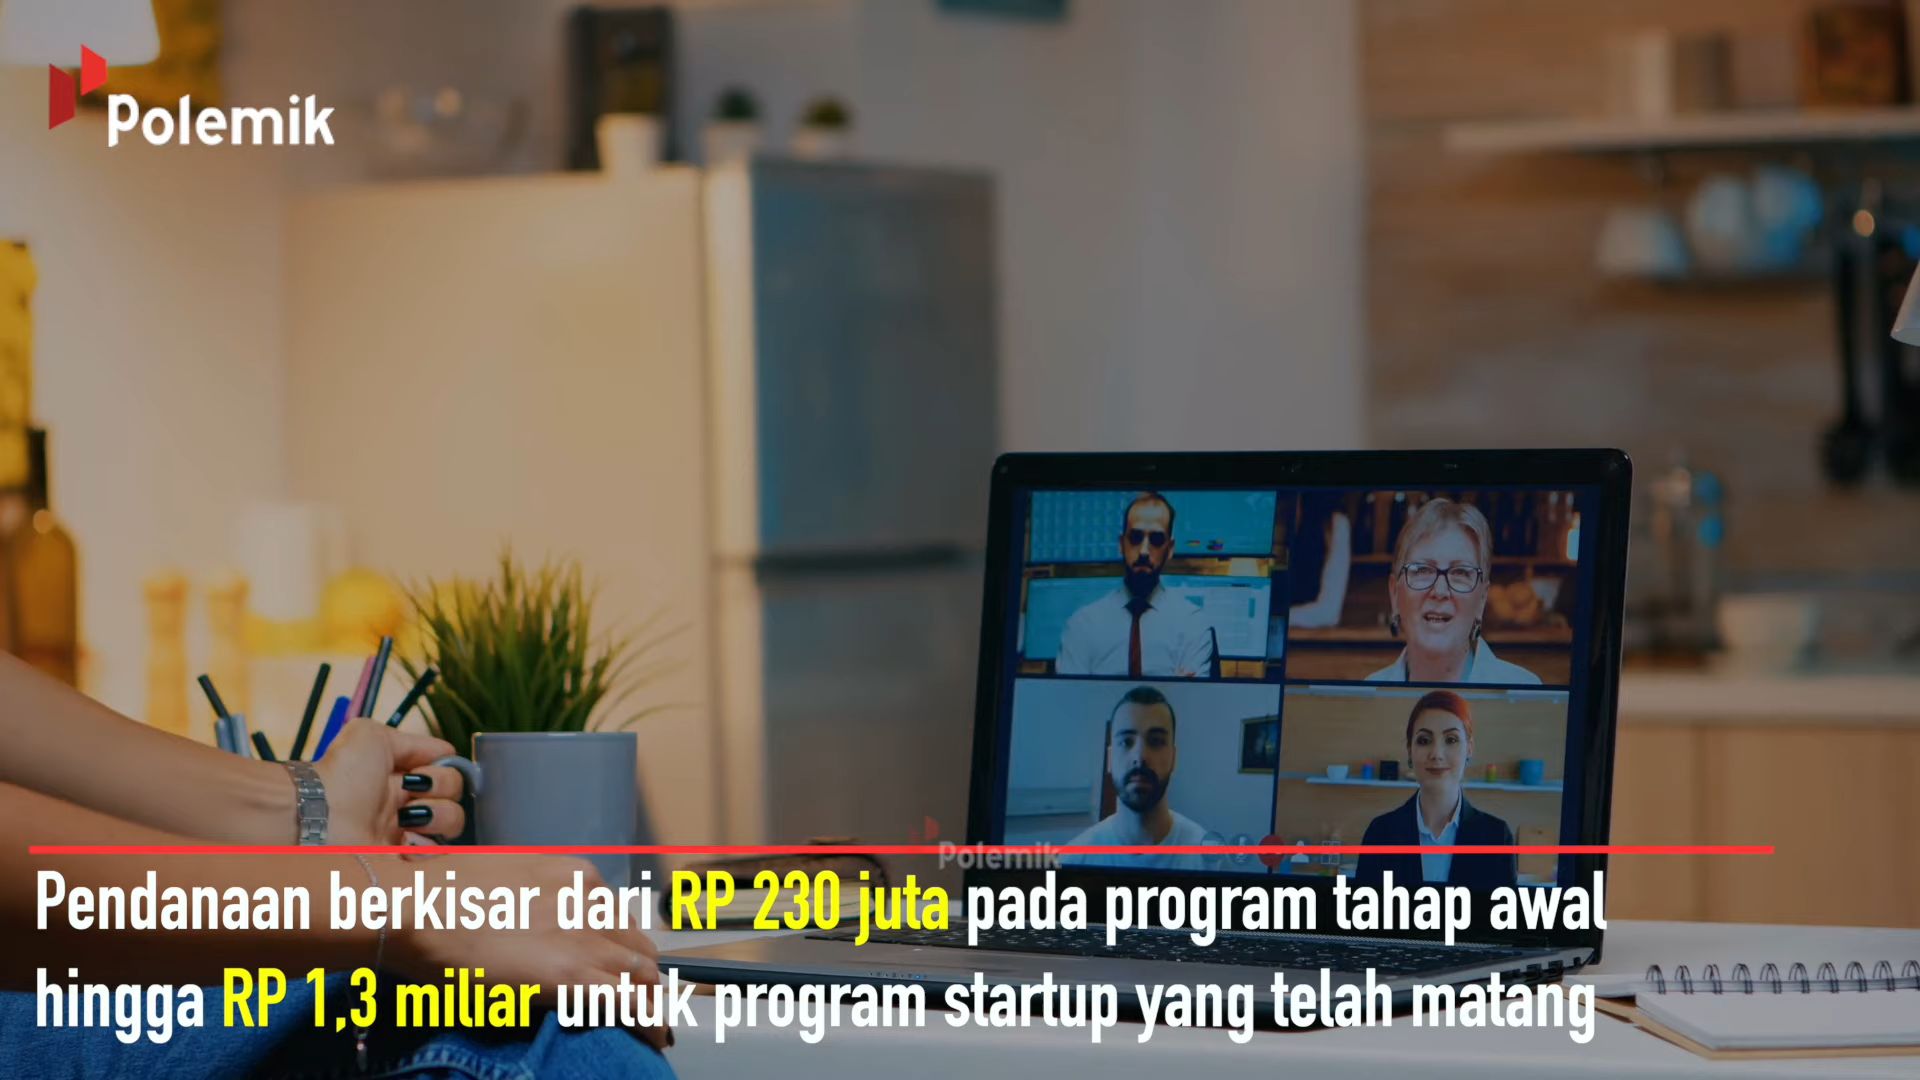 Polemik
Polemik
Pendanaan berkisar dari RP 230 juta pada program tahap awal
hingga RP 1,3 miliar untuk program startup yang telah matang